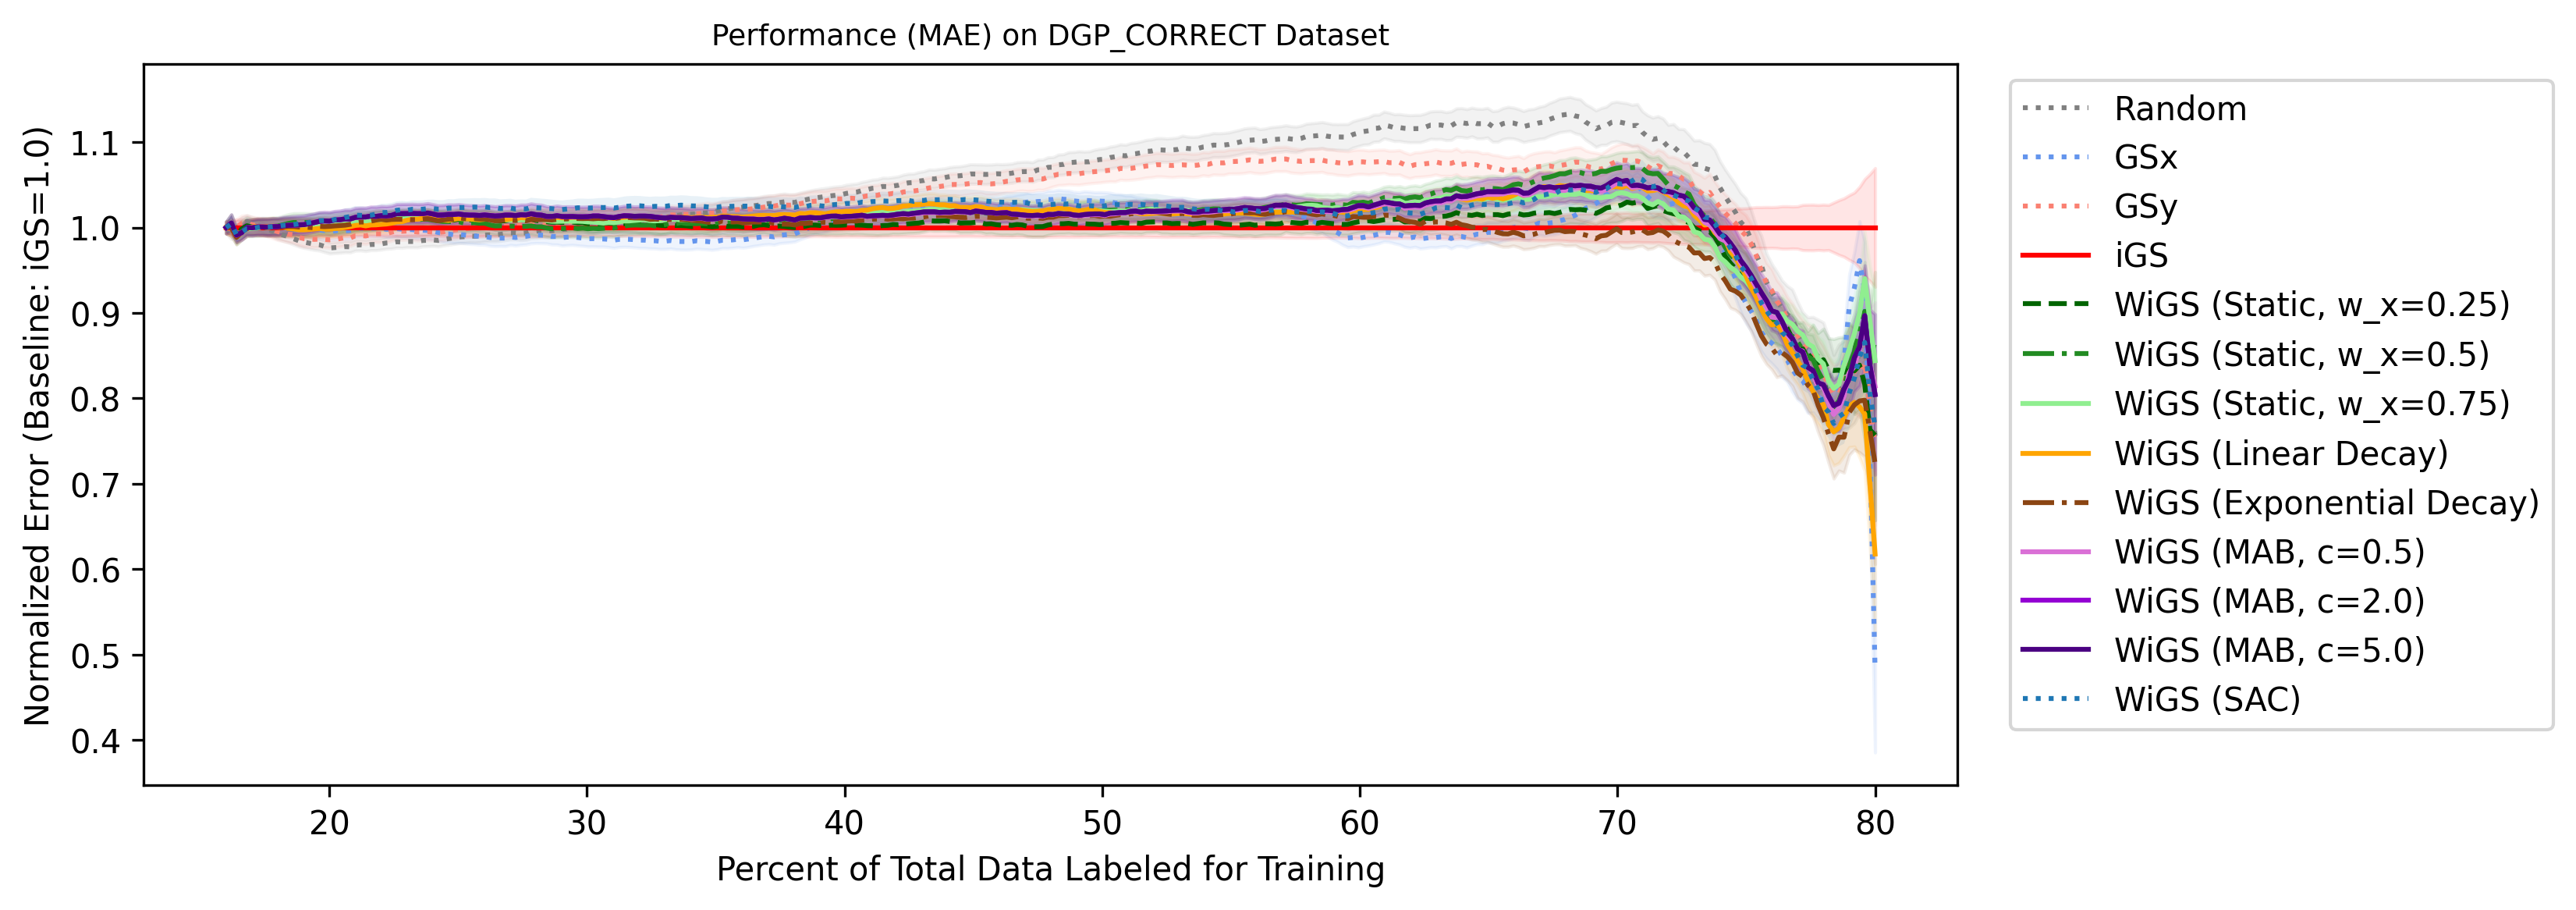 Performance (MAE) on DGP_CORRECT Dataset
Normalized Error (Baseline: iGS=1.0)
1.1
1.0
0.9
0.8
0.7
0.6
0.5
0.4
20 30 40 50 60 70 80
Percent of Total Data Labeled for Training
Random
GSx
GSy
iGS
WiGS (Static, w_x=0.25)
WiGS (Static, w_x=0.5)
WiGS (Static, w_x=0.75)
WiGS (Linear Decay)
WiGS (Exponential Decay)
WiGS (MAB, c=0.5)
WiGS (MAB, c=2.0)
WiGS (MAB, c=5.0)
WiGS (SAC)